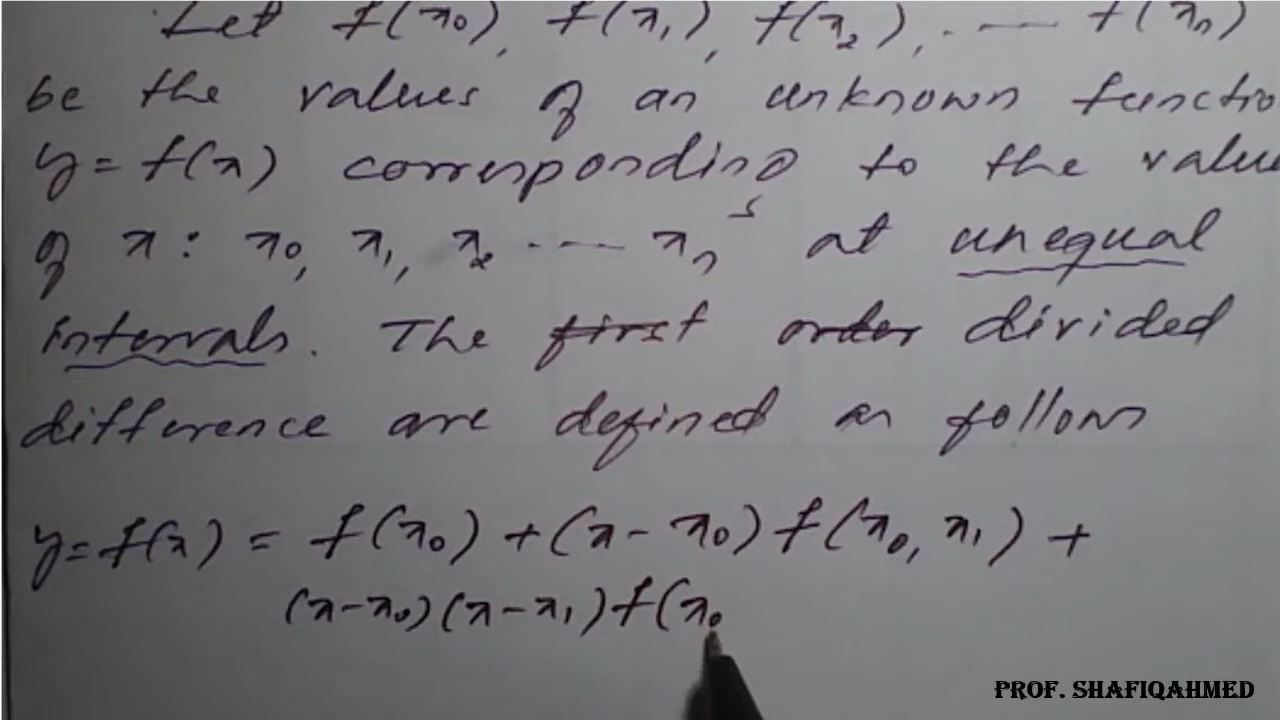 Let f(x0), f(x1), f(x2), ---- f(xn)
be the values of an unknown functio
y = f(x) corresponding to the value
of x : x0, x1, x2 ---- xn at unequal
intervals. The first order divided
difference are defined as follows
y = f(x) = f(x0) + (x - x0) f(x0, x1) +
(x - x0) (x - x1) f(x0
PROF. SHAFIQAHMED